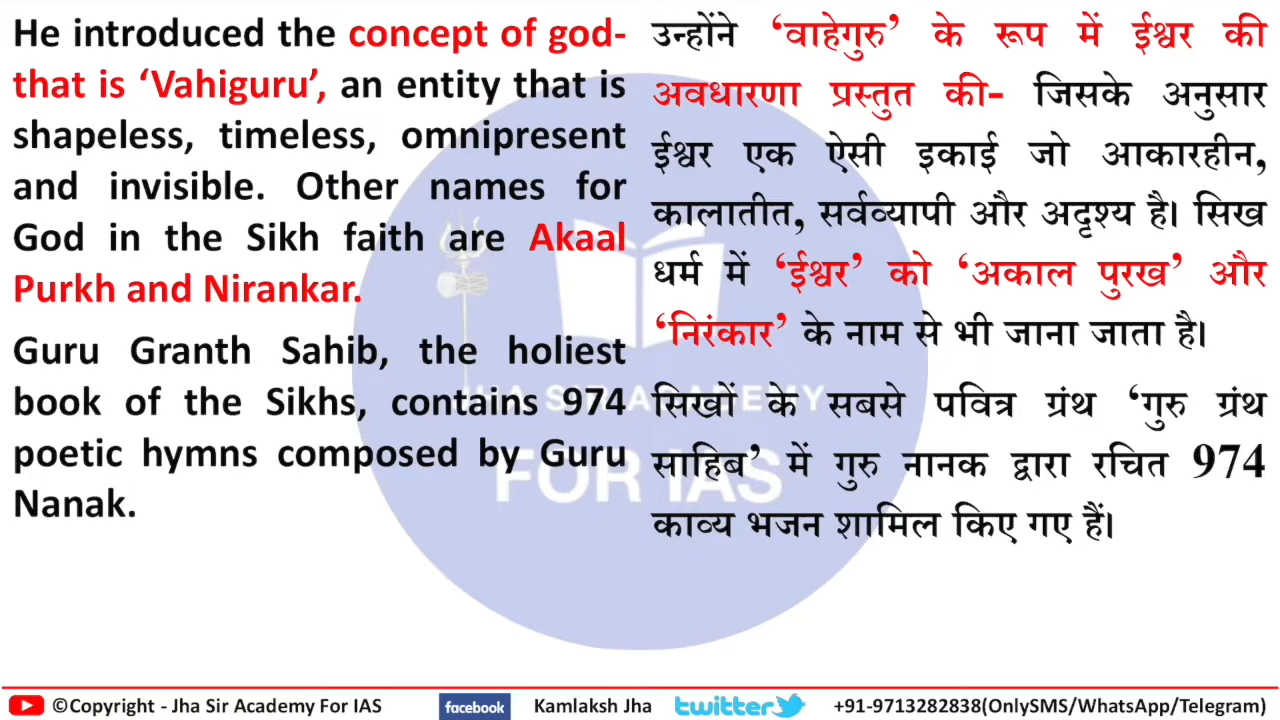 He introduced the concept of god-
that is ‘Vahiguru’, an entity that is
shapeless, timeless, omnipresent
and invisible. Other names for
God in the Sikh faith are Akaal
Purkh and Nirankar.
Guru Granth Sahib, the holiest
book of the Sikhs, contains 974
poetic hymns composed by Guru
Nanak.
उन्होंने ‘वाहेगुरु’ के रूप में ईश्वर की
अवधारणा प्रस्तुत की- जिसके अनुसार
ईश्वर एक ऐसी इकाई जो आकारहीन,
कालातीत, सर्वव्यापी और अदृश्य है। सिख
धर्म में ‘ईश्वर’ को ‘अकाल पुरख’ और
‘निरंकार’ के नाम से भी जाना जाता है।
सिखों के सबसे पवित्र ग्रंथ ‘गुरु ग्रंथ
साहिब’ में गुरु नानक द्वारा रचित 974
काव्य भजन शामिल किए गए हैं।
JHA SIR ACADEMY
FOR IAS
©Copyright - Jha Sir Academy For IAS facebook Kamlaksh Jha twitter +91-9713282838(OnlySMS/WhatsApp/Telegram)